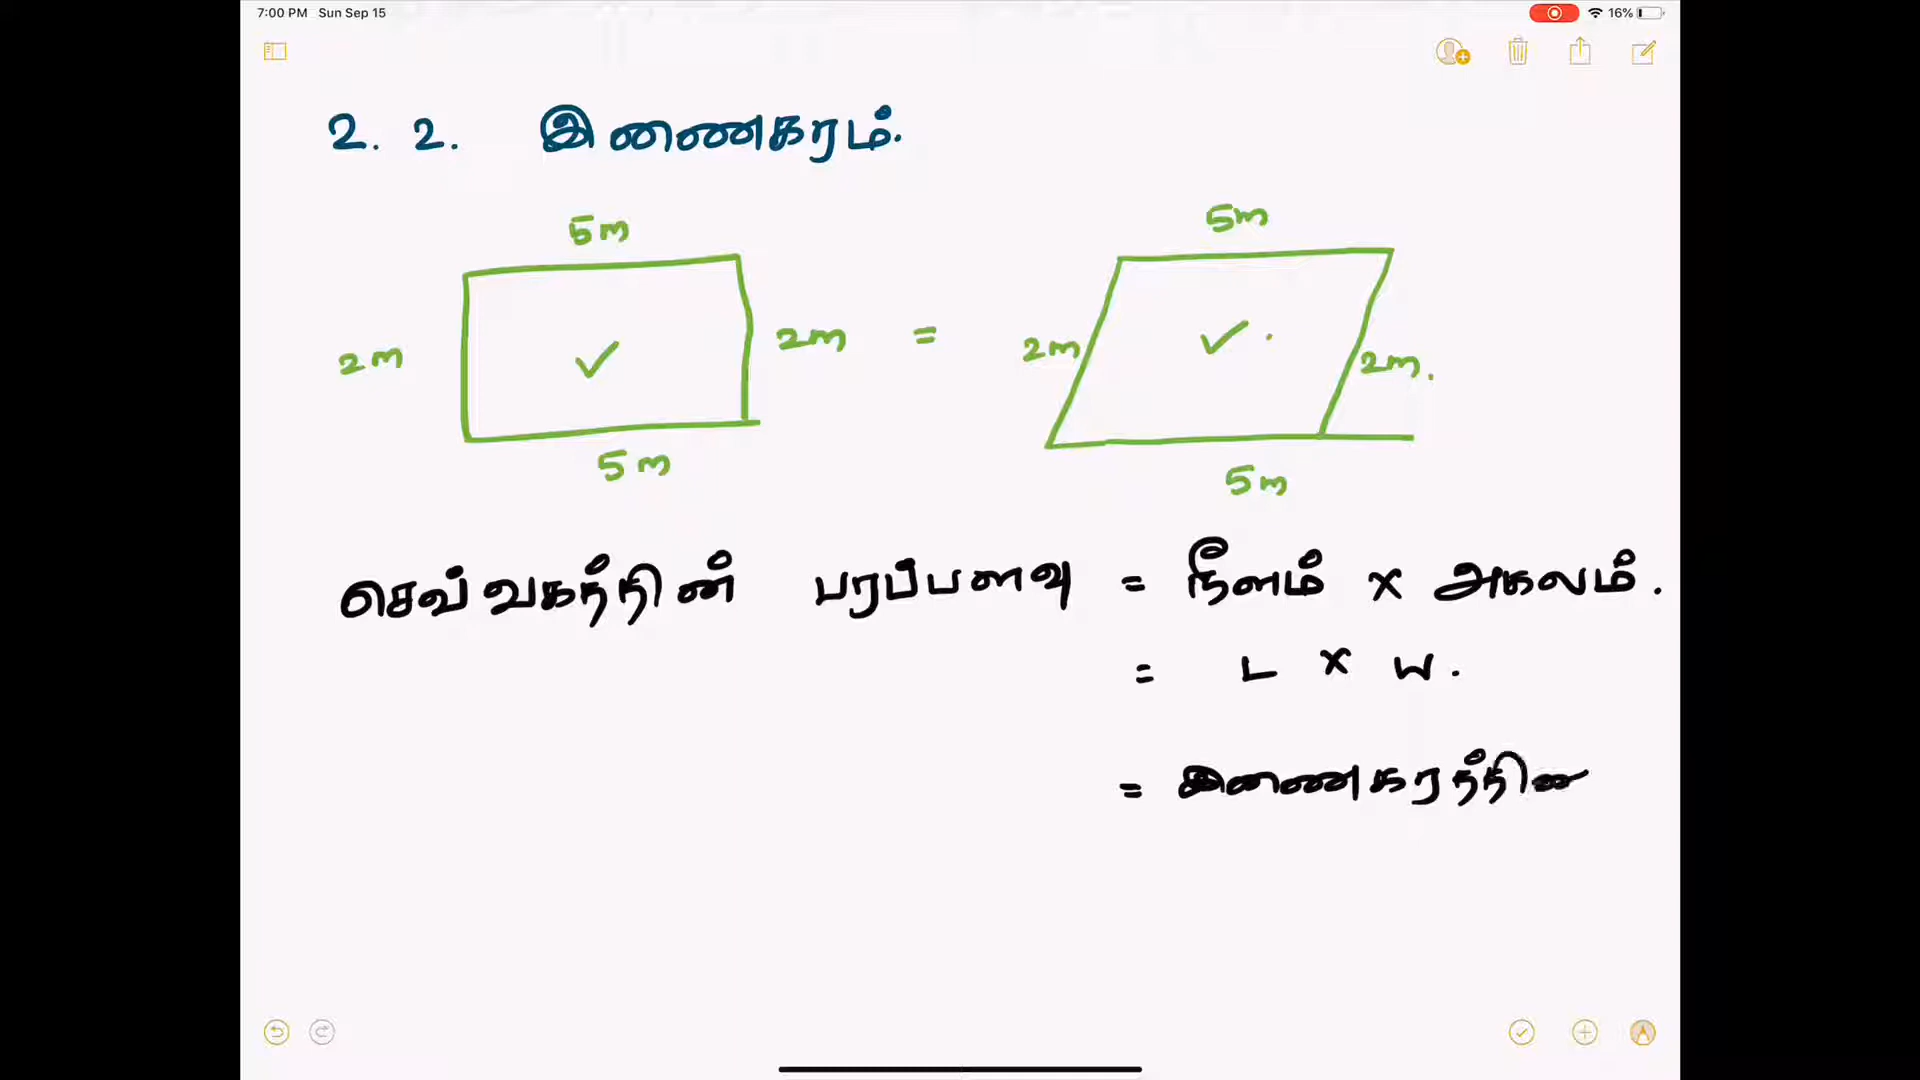 7:00 PM Sun Sep 15
16%
2. 2. இணைகரம்.
5m
5m
2m
2m
=
2m
2m.
5m
5m
செவ்வகத்தின் பரப்பளவு = நீளம் x அகலம்.
= L x W.
= இணைகரத்தின